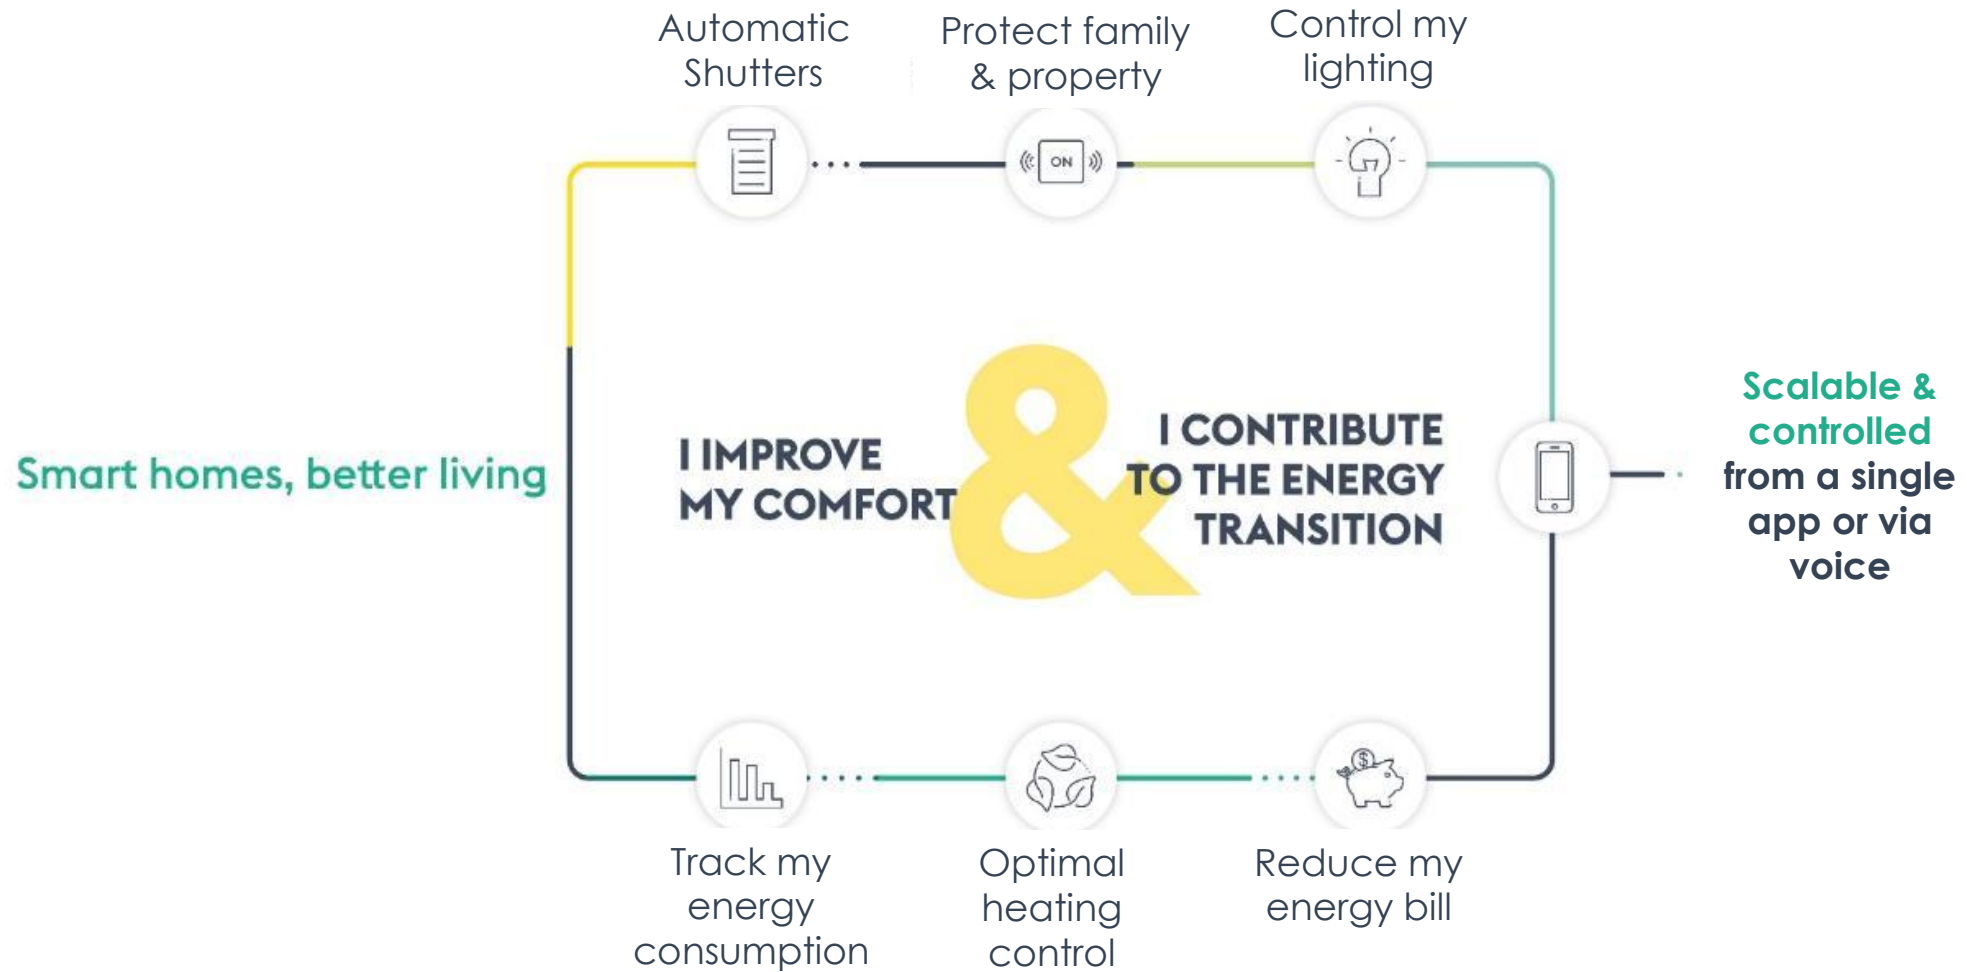 Automatic
Shutters
Protect family
& property
Control my
lighting
ON
Smart homes, better living
I IMPROVE
MY COMFORT
&
I CONTRIBUTE
TO THE ENERGY
TRANSITION
Scalable &
controlled
from a single
app or via
voice
$
Track my
energy
consumption
Optimal
heating
control
Reduce my
energy bill